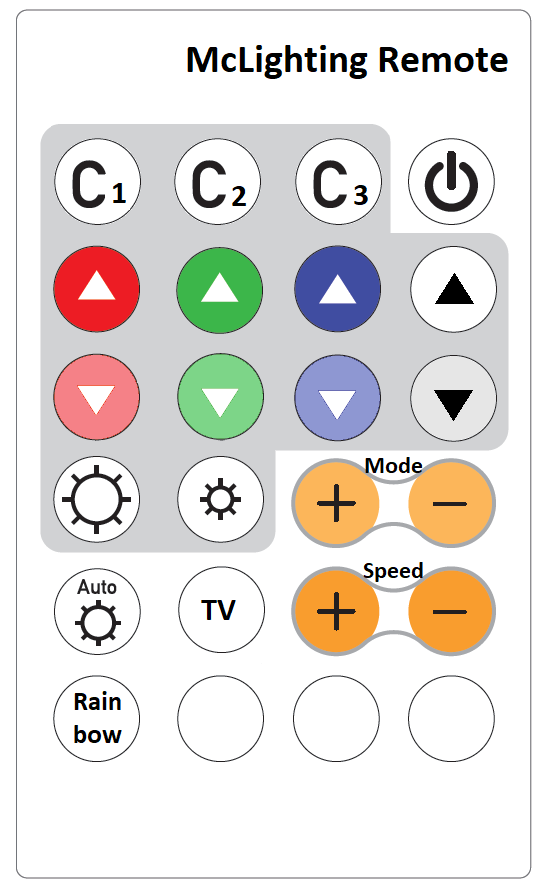 McLighting Remote
C1 C2 C3
Mode
+ −
Speed
Auto
TV + −
Rain
bow